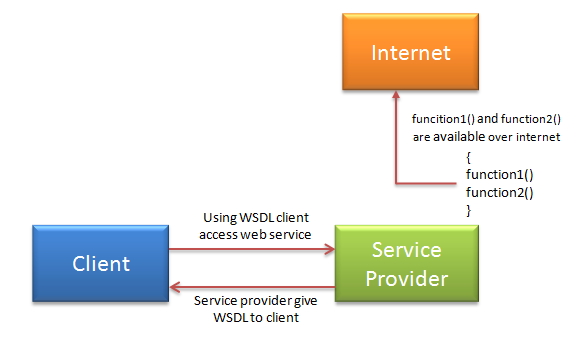 Internet
funcition1() and function2()
are available over internet
{
function1()
function2()
}
Using WSDL client
access web service
Client
Service
Provider
Service provider give
WSDL to client